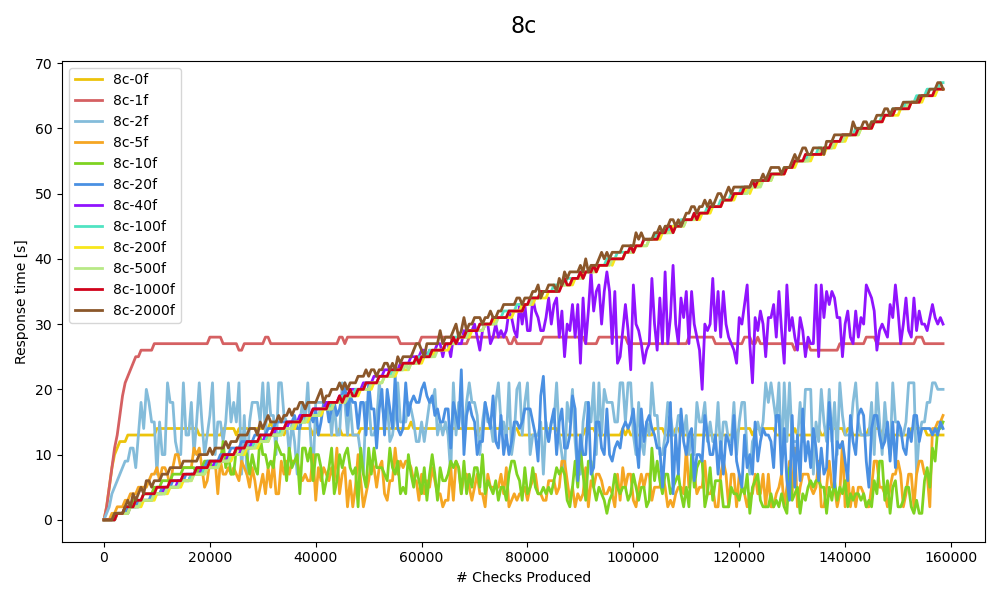 8c
Response time [s]
70
60
50
40
30
20
10
0
8c-0f
8c-1f
8c-2f
8c-5f
8c-10f
8c-20f
8c-40f
8c-100f
8c-200f
8c-500f
8c-1000f
8c-2000f
0 20000 40000 60000 80000 100000 120000 140000 160000
# Checks Produced